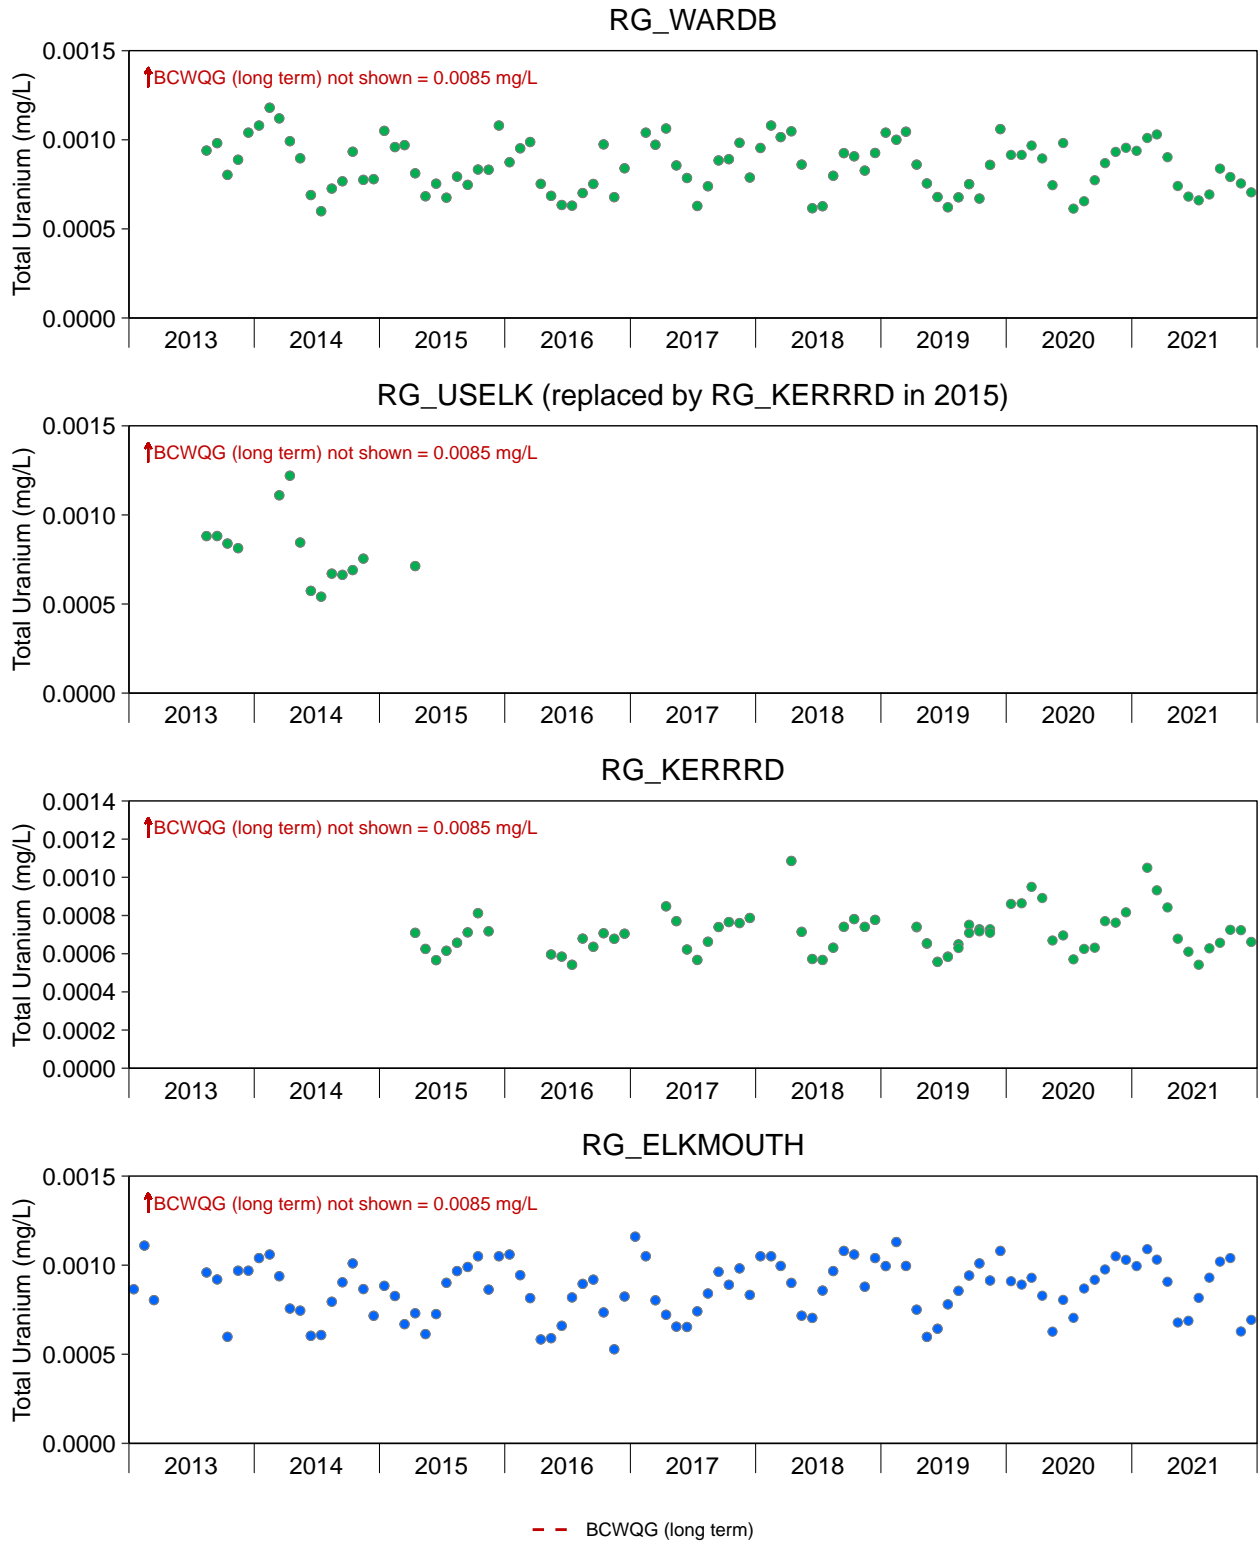 RG_WARDB
0.0015
0.0010
0.0005
0.0000
Total Uranium (mg/L)
BCWQG (long term) not shown = 0.0085 mg/L
2013 2014 2015 2016 2017 2018 2019 2020 2021
RG_USELK (replaced by RG_KERRRD in 2015)
0.0015
0.0010
0.0005
0.0000
Total Uranium (mg/L)
BCWQG (long term) not shown = 0.0085 mg/L
2013 2014 2015 2016 2017 2018 2019 2020 2021
RG_KERRRD
0.0014
0.0012
0.0010
0.0008
0.0006
0.0004
0.0002
0.0000
Total Uranium (mg/L)
BCWQG (long term) not shown = 0.0085 mg/L
2013 2014 2015 2016 2017 2018 2019 2020 2021
RG_ELKMOUTH
0.0015
0.0010
0.0005
0.0000
Total Uranium (mg/L)
BCWQG (long term) not shown = 0.0085 mg/L
2013 2014 2015 2016 2017 2018 2019 2020 2021
BCWQG (long term)